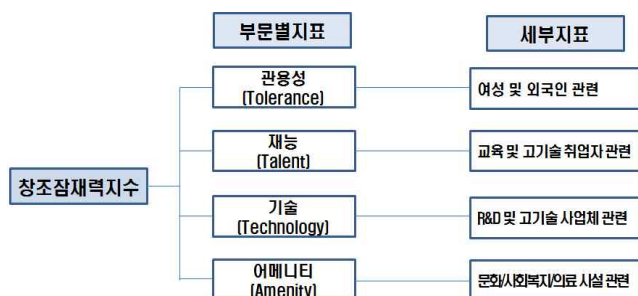 부문별지표
세부지표
관용성
(Tolerance)
여성 및 외국인 관련
재능
(Talent)
교육 및 고기술 취업자 관련
창조잠재력지수
기술
(Technology)
R&D 및 고기술 사업체 관련
어메니티
(Amenity)
문화/사회복지/의료 시설 관련